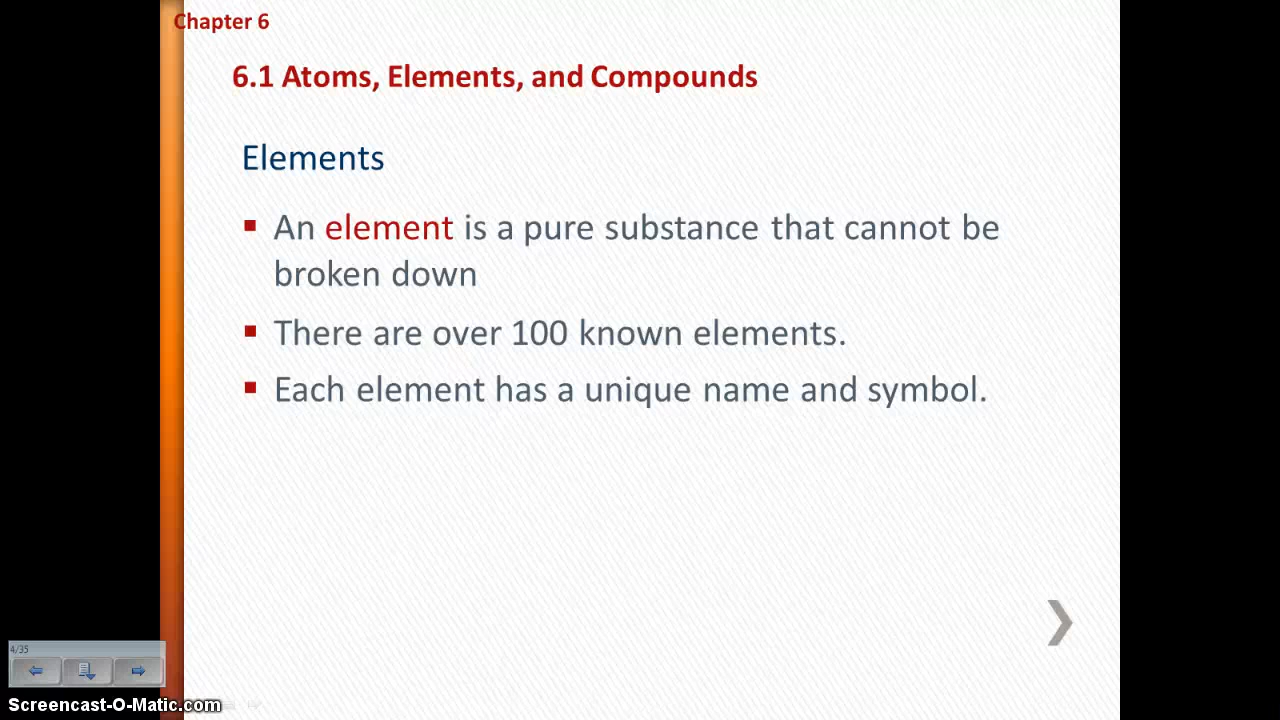 Chapter 6
6.1 Atoms, Elements, and Compounds
Elements
An element is a pure substance that cannot be
broken down
There are over 100 known elements.
Each element has a unique name and symbol.
4/35
Screencast-O-Matic.com